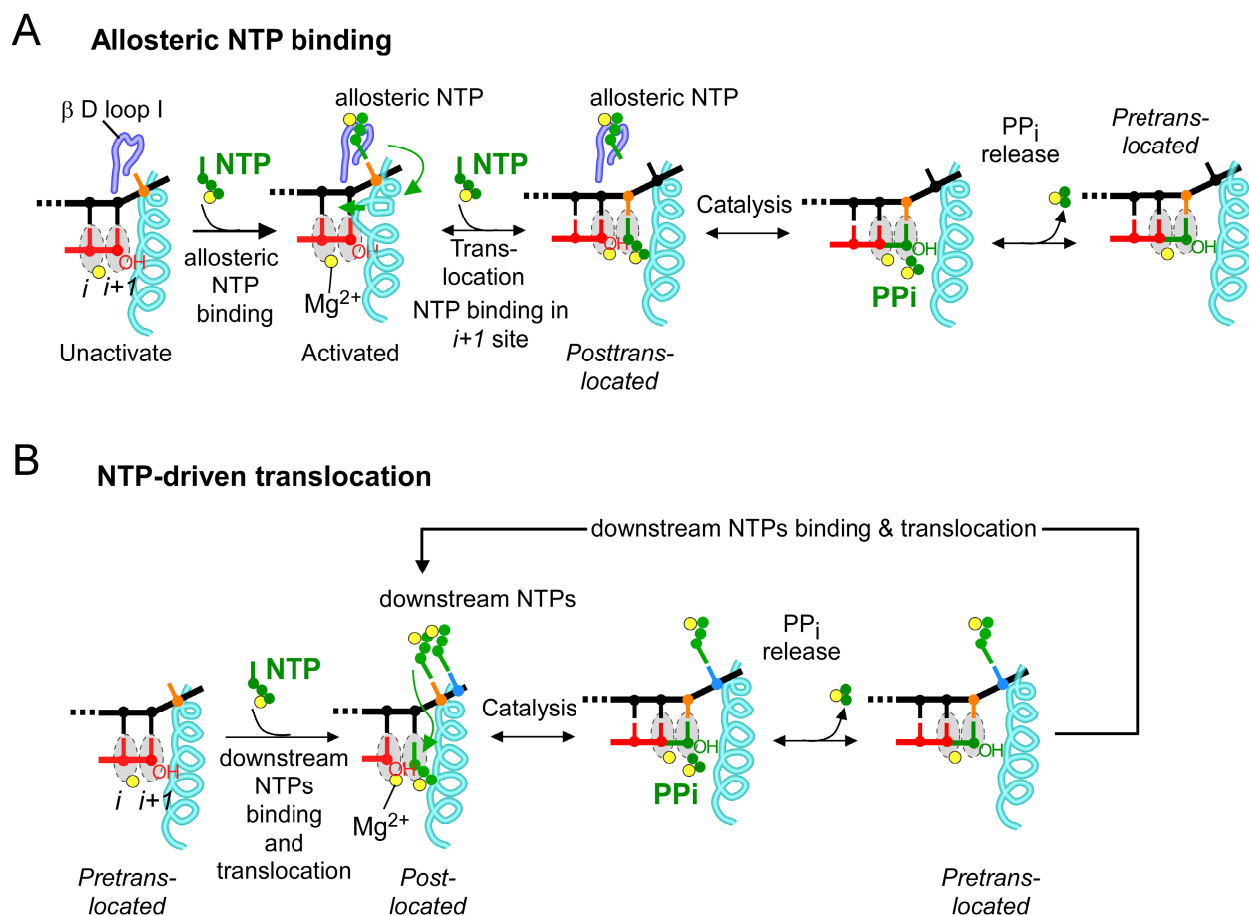 A
Allosteric NTP binding
β D loop I
NTP
allosteric
NTP
binding
OH
i i+1
Unactivate
allosteric NTP
OH
Mg2+
Activated
NTP
Trans-
location
NTP binding in
i+1 site
allosteric NTP
OH
Posttrans-
located
Catalysis
OH
PPi
PPi
release
Pretrans-
located
OH
B
NTP-driven translocation
downstream NTPs binding & translocation
NTP
downstream
NTPs
binding
and
translocation
OH
i i+1
Pretrans-
located
downstream NTPs
OH
Mg2+
Post-
located
Catalysis
OH
PPi
PPi
release
OH
Pretrans-
located